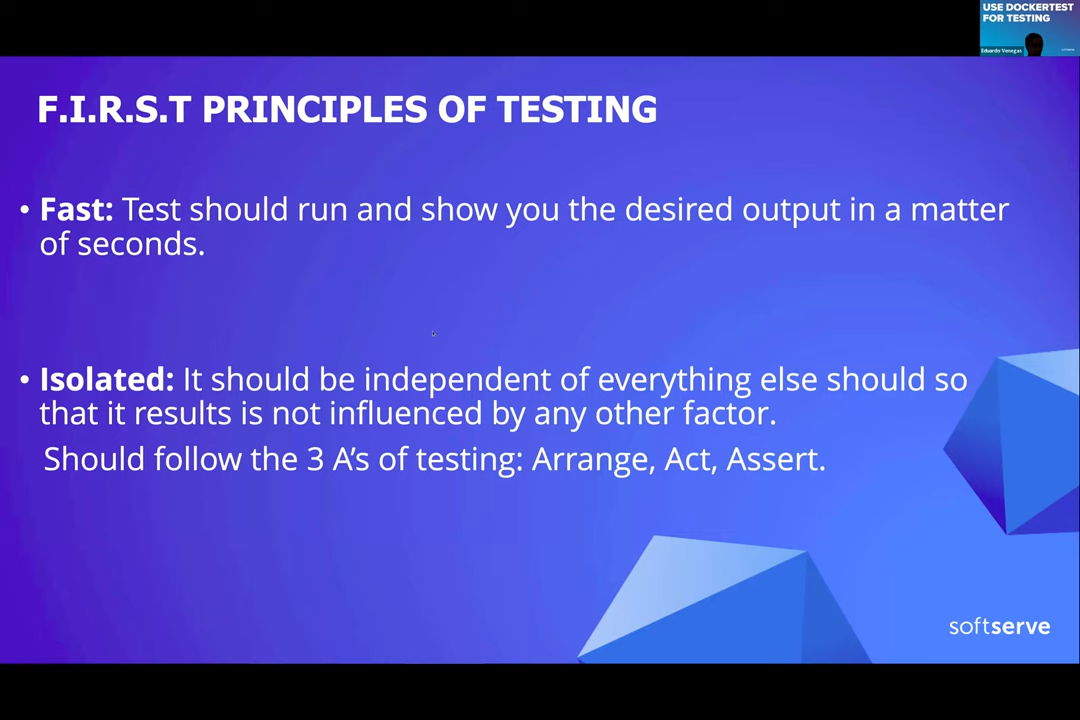 USE DOCKERTEST
FOR TESTING
Eduardo Venegas
F.I.R.S.T PRINCIPLES OF TESTING
• Fast: Test should run and show you the desired output in a matter
of seconds.
• Isolated: It should be independent of everything else should so
that it results is not influenced by any other factor.
Should follow the 3 A’s of testing: Arrange, Act, Assert.
softserve